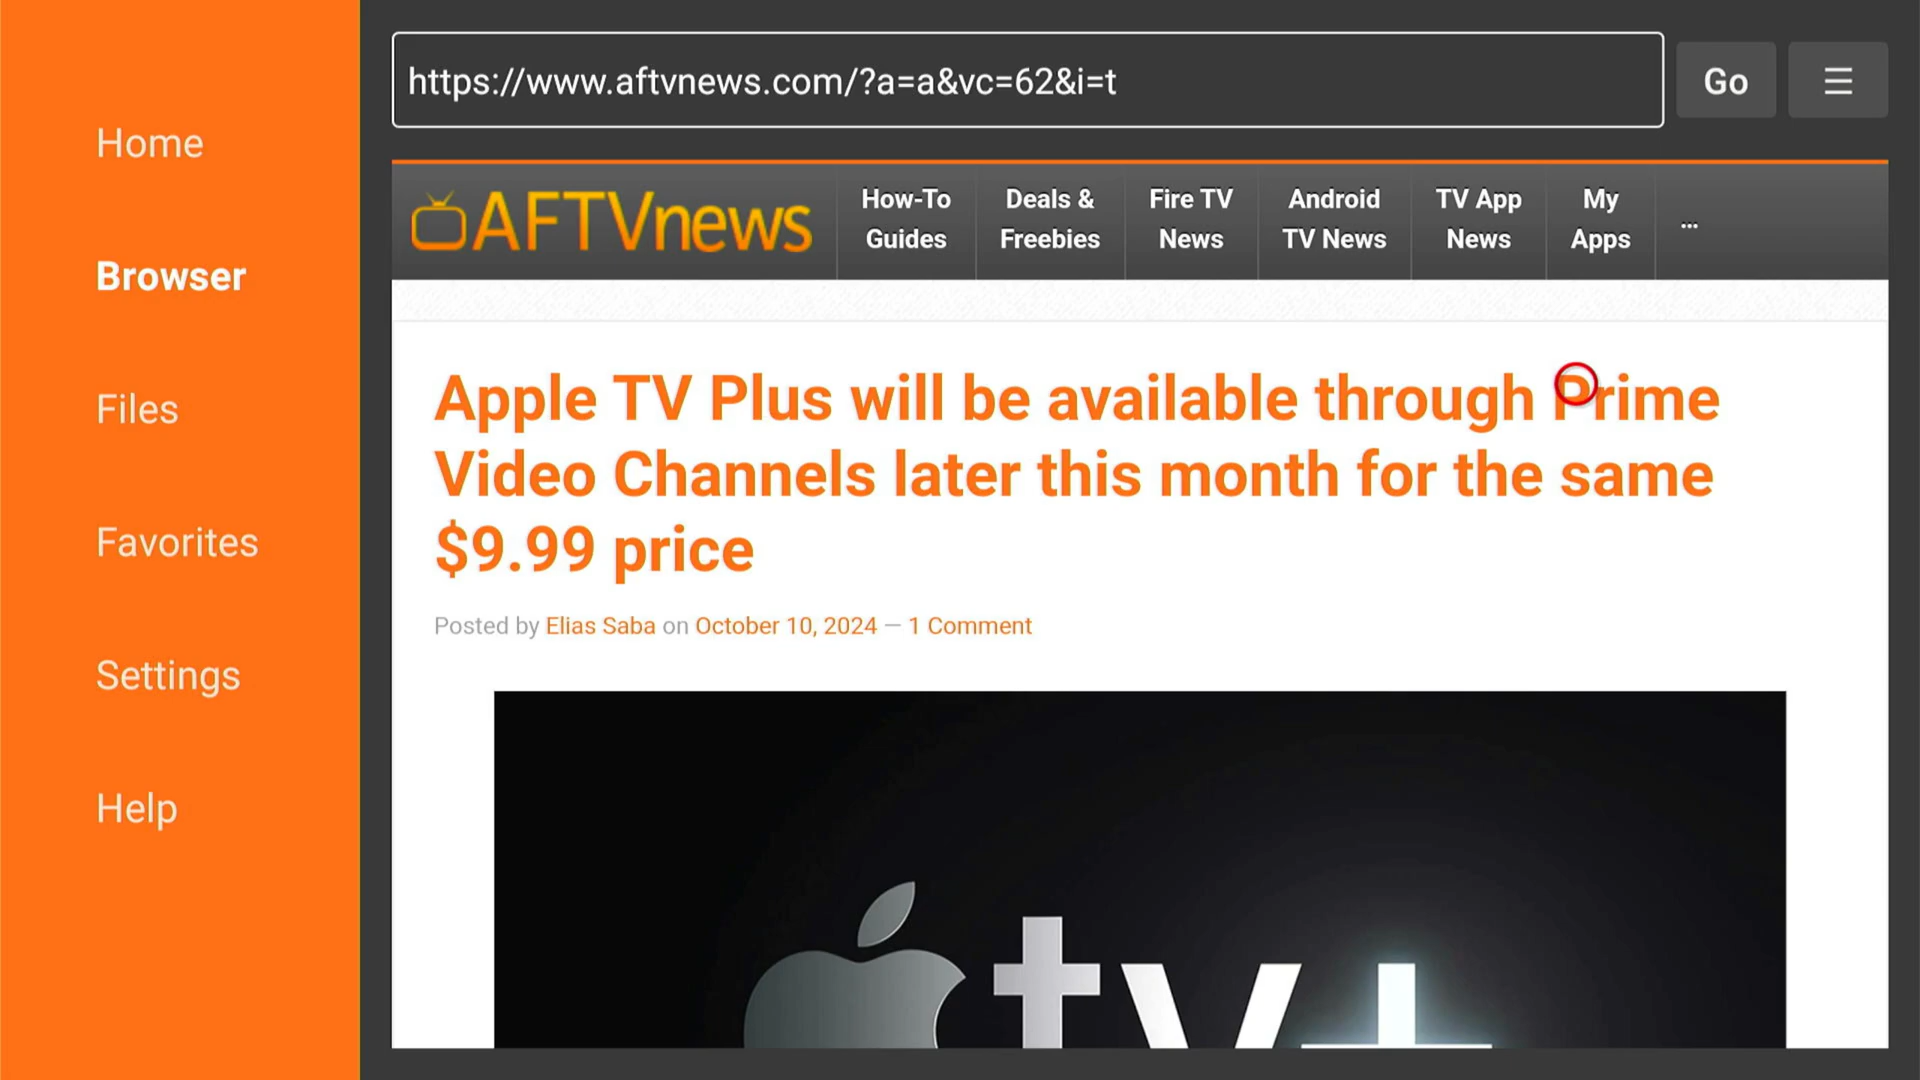 Home
Browser
Files
Favorites
Settings
Help
https://www.aftvnews.com/?a=a&vc=62&i=t
Go
☰
AFTVnews
How-To
Guides
Deals &
Freebies
Fire TV
News
Android
TV News
TV App
News
My
Apps
...
Apple TV Plus will be available through Prime
Video Channels later this month for the same
$9.99 price
Posted by Elias Saba on October 10, 2024 — 1 Comment
tv+